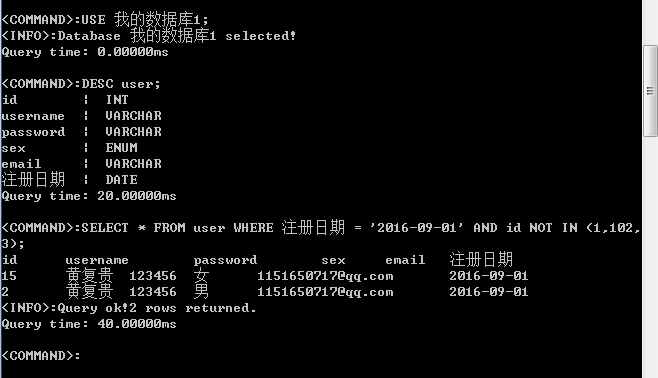 <COMMAND>:USE 我的数据库1;
<INFO>:Database 我的数据库1 selected!
Query time: 0.00000ms
<COMMAND>:DESC user;
id | INT
username | VARCHAR
password | VARCHAR
sex | ENUM
email | VARCHAR
注册日期 | DATE
Query time: 20.00000ms
<COMMAND>:SELECT * FROM user WHERE 注册日期 = '2016-09-01' AND id NOT IN (1,102,
3);
id username password sex email 注册日期
15 黄复贵 123456 女 1151650717@qq.com 2016-09-01
2 黄复贵 123456 男 1151650717@qq.com 2016-09-01
<INFO>:Query ok!2 rows returned.
Query time: 40.00000ms
<COMMAND>: